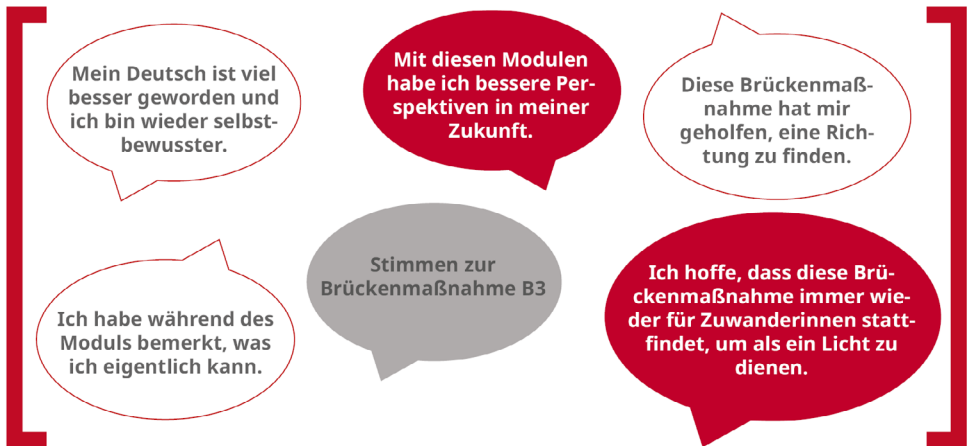 Mein Deutsch ist viel
besser geworden und
ich bin wieder selbst-
bewusster.
Mit diesen Modulen
habe ich bessere Per-
spektiven in meiner
Zukunft.
Diese Brückenmaß-
nahme hat mir
geholfen, eine Rich-
tung zu finden.
Stimmen zur
Brückenmaßnahme B3
Ich habe während des
Moduls bemerkt, was
ich eigentlich kann.
Ich hoffe, dass diese Brü-
ckenmaßnahme immer wie-
der für Zuwanderinnen statt-
findet, um als ein Licht zu
dienen.